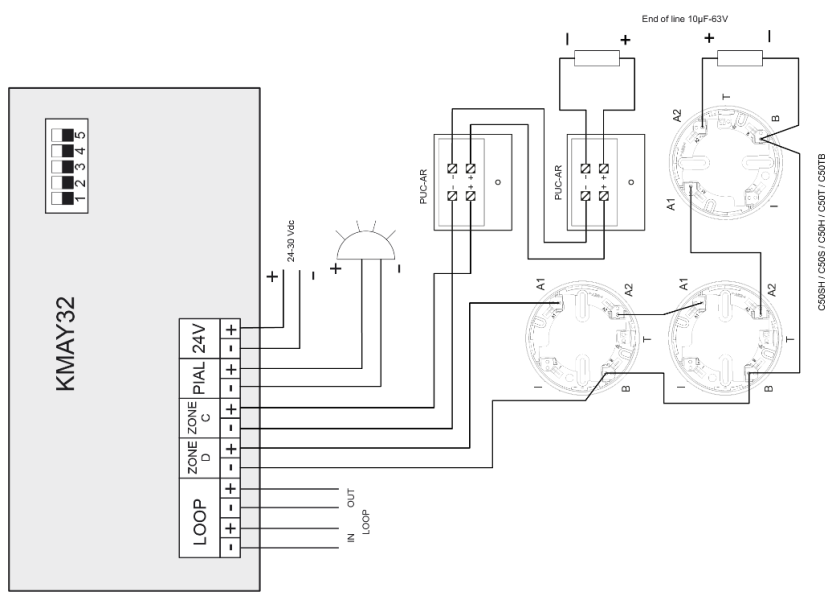 End of line 10µF-63V
− + + −
T
A2
B
5
4
3
2
1
PUC-AR
PUC-AR
- +
- +
- +
- +
A1
I
C50SH / C50S / C50H / C50T / C50TB
24-30 Vdc
+ −
+ −
A1
A2
A1
A2
KMAY32
24V + -
PIAL + -
T
T
I
B
I
B
ZONE C + -
ZONE D + -
LOOP + - + -
OUT
IN
LOOP